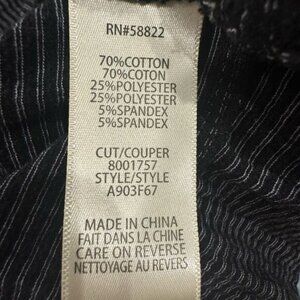 RN#58822
70%COTTON
70%COTON
25%POLYESTER
25%POLYESTER
5%SPANDEX
5%SPANDEX
CUT/COUPER
8001757
STYLE/STYLE
A903F67
MADE IN CHINA
FAIT DANS LA CHINE
CARE ON REVERSE
NETTOYAGE AU REVERS